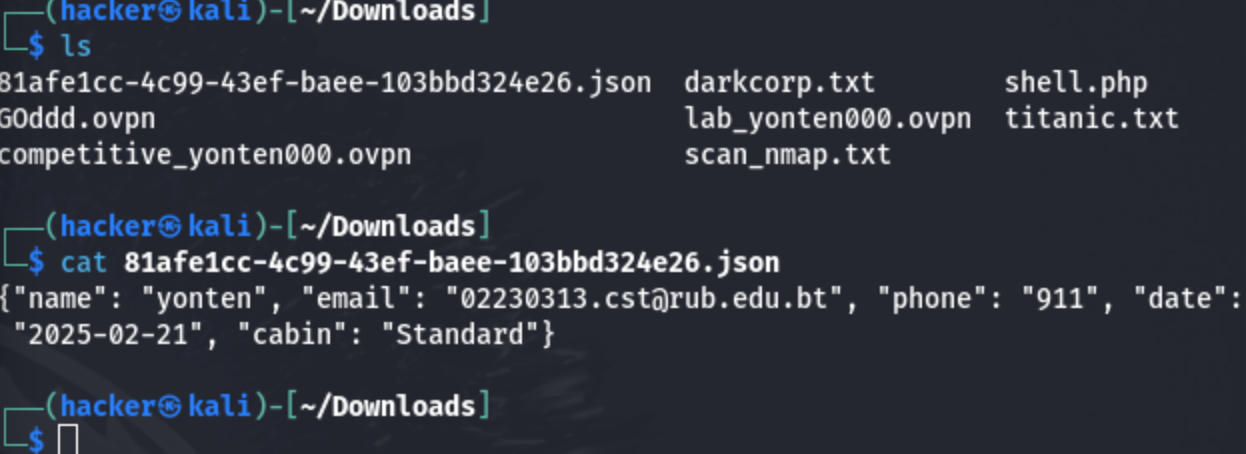 (hacker㉿kali)-[~/Downloads]
$ ls
81afe1cc-4c99-43ef-baee-103bbd324e26.json darkcorp.txt shell.php
GOddd.ovpn lab_yonten000.ovpn titanic.txt
competitive_yonten000.ovpn scan_nmap.txt
(hacker㉿kali)-[~/Downloads]
$ cat 81afe1cc-4c99-43ef-baee-103bbd324e26.json
{"name": "yonten", "email": "02230313.cst@rub.edu.bt", "phone": "911", "date":
"2025-02-21", "cabin": "Standard"}
(hacker㉿kali)-[~/Downloads]
$